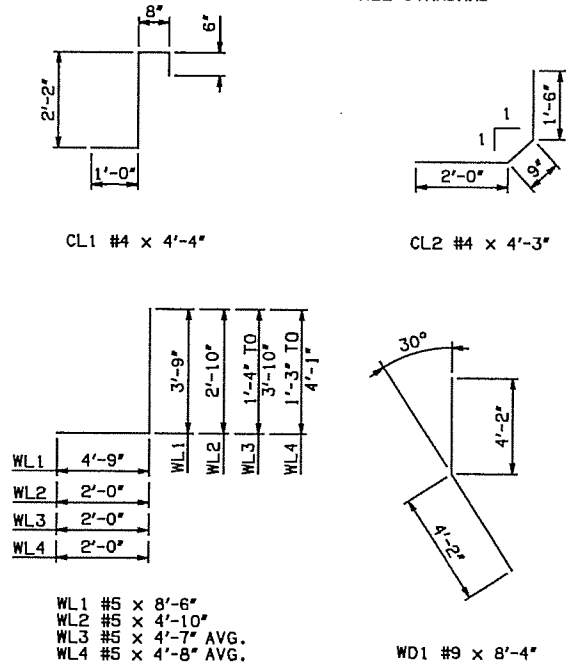 8"
6"
2'-2"
1'-0"
CL1 #4 x 4'-4"
1
1
1'-6"
2'-0"
9"
CL2 #4 x 4'-3"
3'-9"
2'-10"
1'-4" TO
3'-10"
1'-3" TO
4'-1"
WL1
WL2
WL3
WL4
WL1 4'-9"
WL2 2'-0"
WL3 2'-0"
WL4 2'-0"
WL1 #5 x 8'-6"
WL2 #5 x 4'-10"
WL3 #5 x 4'-7" AVG.
WL4 #5 x 4'-8" AVG.
30°
4'-2"
4'-2"
WD1 #9 x 8'-4"